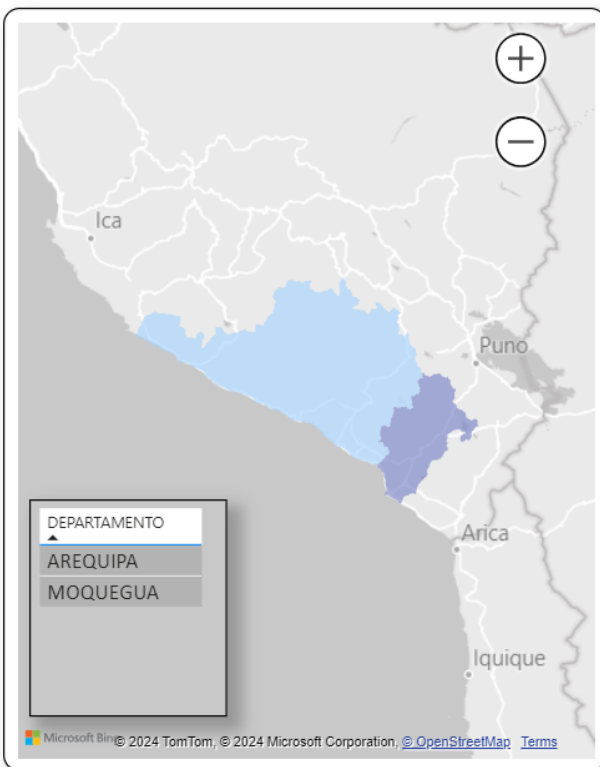 Ica
Puno
DEPARTAMENTO
AREQUIPA
MOQUEGUA
Arica
Iquique
Microsoft Bing
© 2024 TomTom, © 2024 Microsoft Corporation, © OpenStreetMap Terms